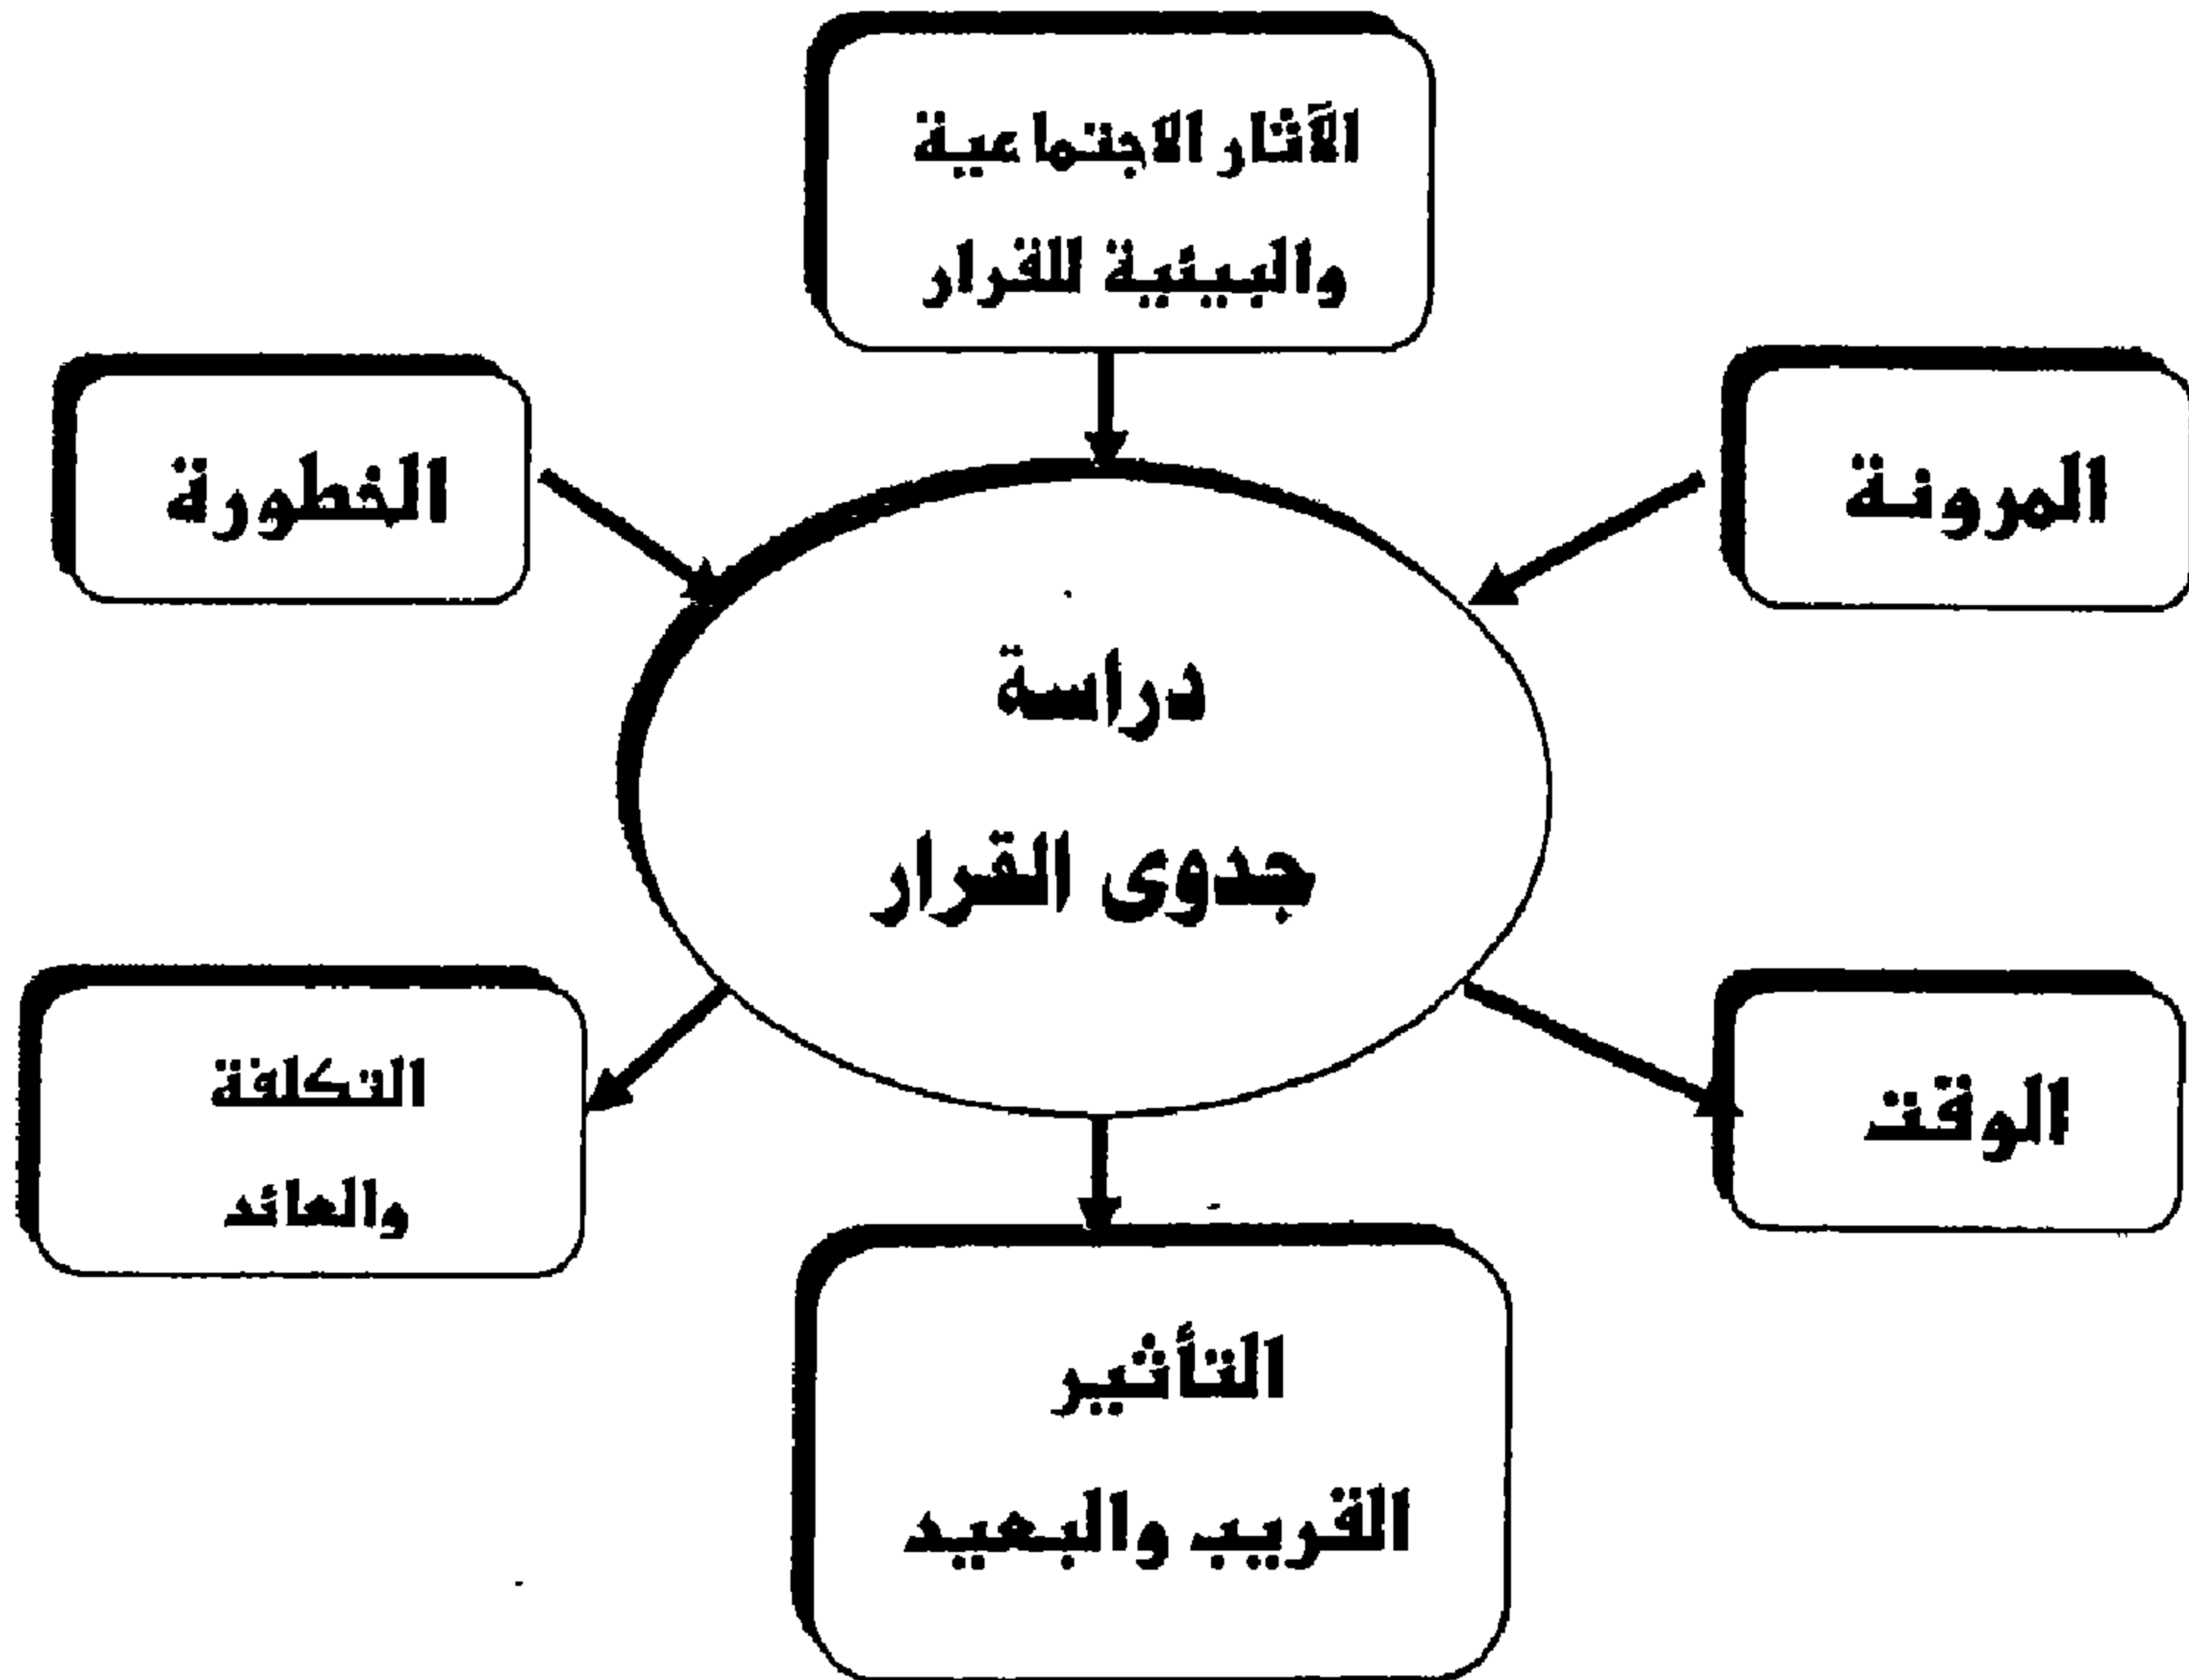 الآثار الاجتماعية
والبيئية للقرار
المرونة
الخطورة
دراسة
جدوى القرار
الوقت
التكلفة
والعائد
التأثير
القريب والبعيد